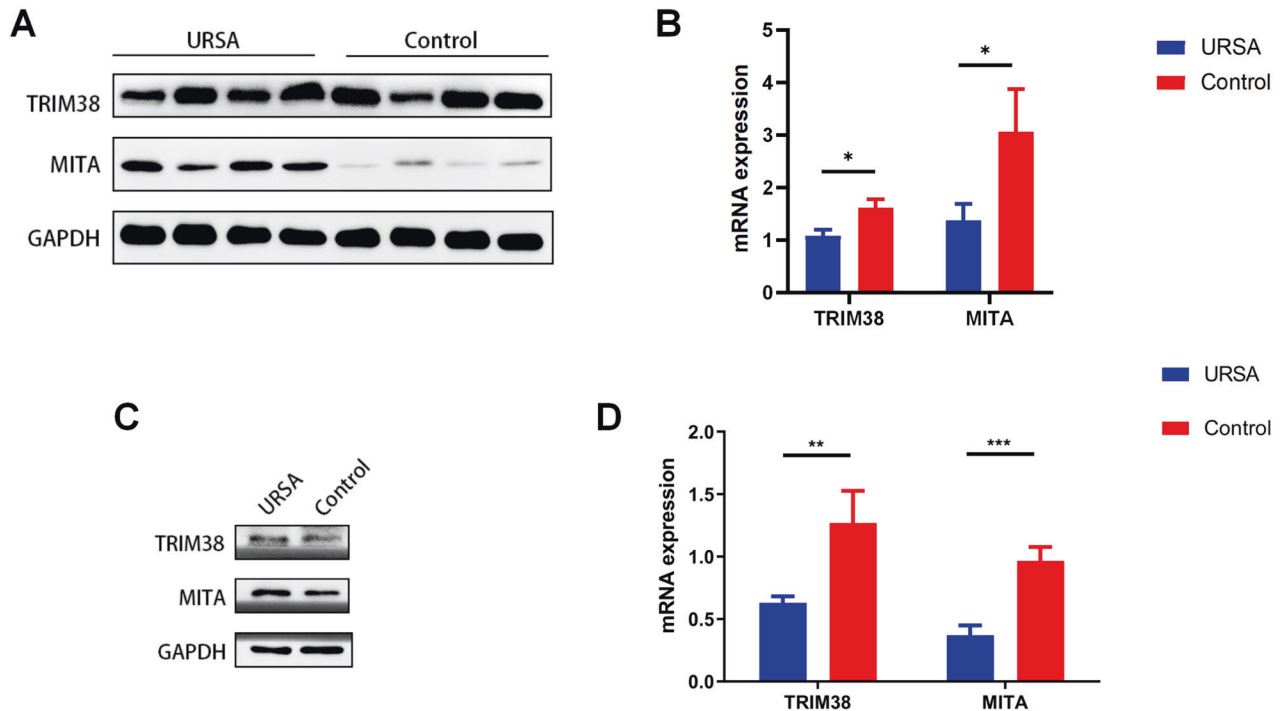 A
URSA Control
TRIM38
MITA
GAPDH
B
mRNA expression
5
4
3
2
1
0
*
*
TRIM38 MITA
URSA
Control
C
URSA Control
TRIM38
MITA
GAPDH
D
mRNA expression
2.0
1.5
1.0
0.5
0.0
**
***
TRIM38 MITA
URSA
Control